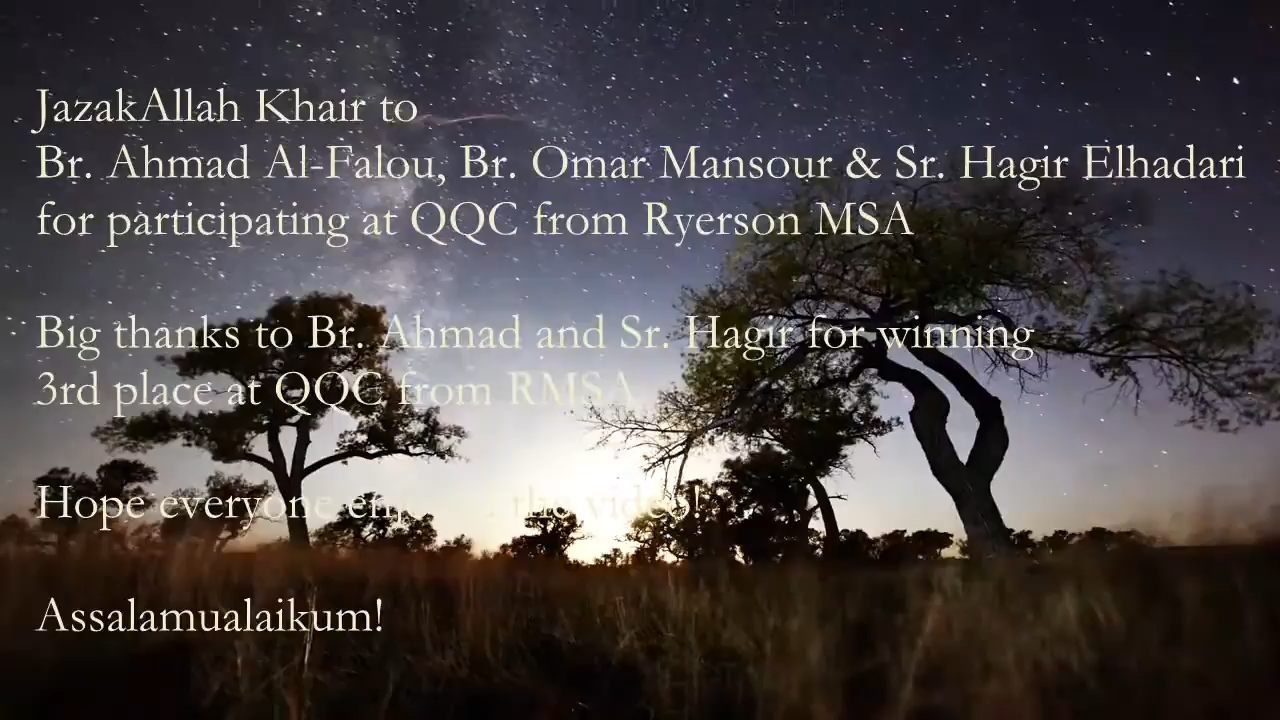 JazakAllah Khair to
Br. Ahmad Al-Falou, Br. Omar Mansour & Sr. Hagir Elhadari
for participating at QQC from Ryerson MSA
Big thanks to Br. Ahmad and Sr. Hagir for winning
3rd place at QQC from RMSA
Hope everyone the video!
Assalamualaikum!